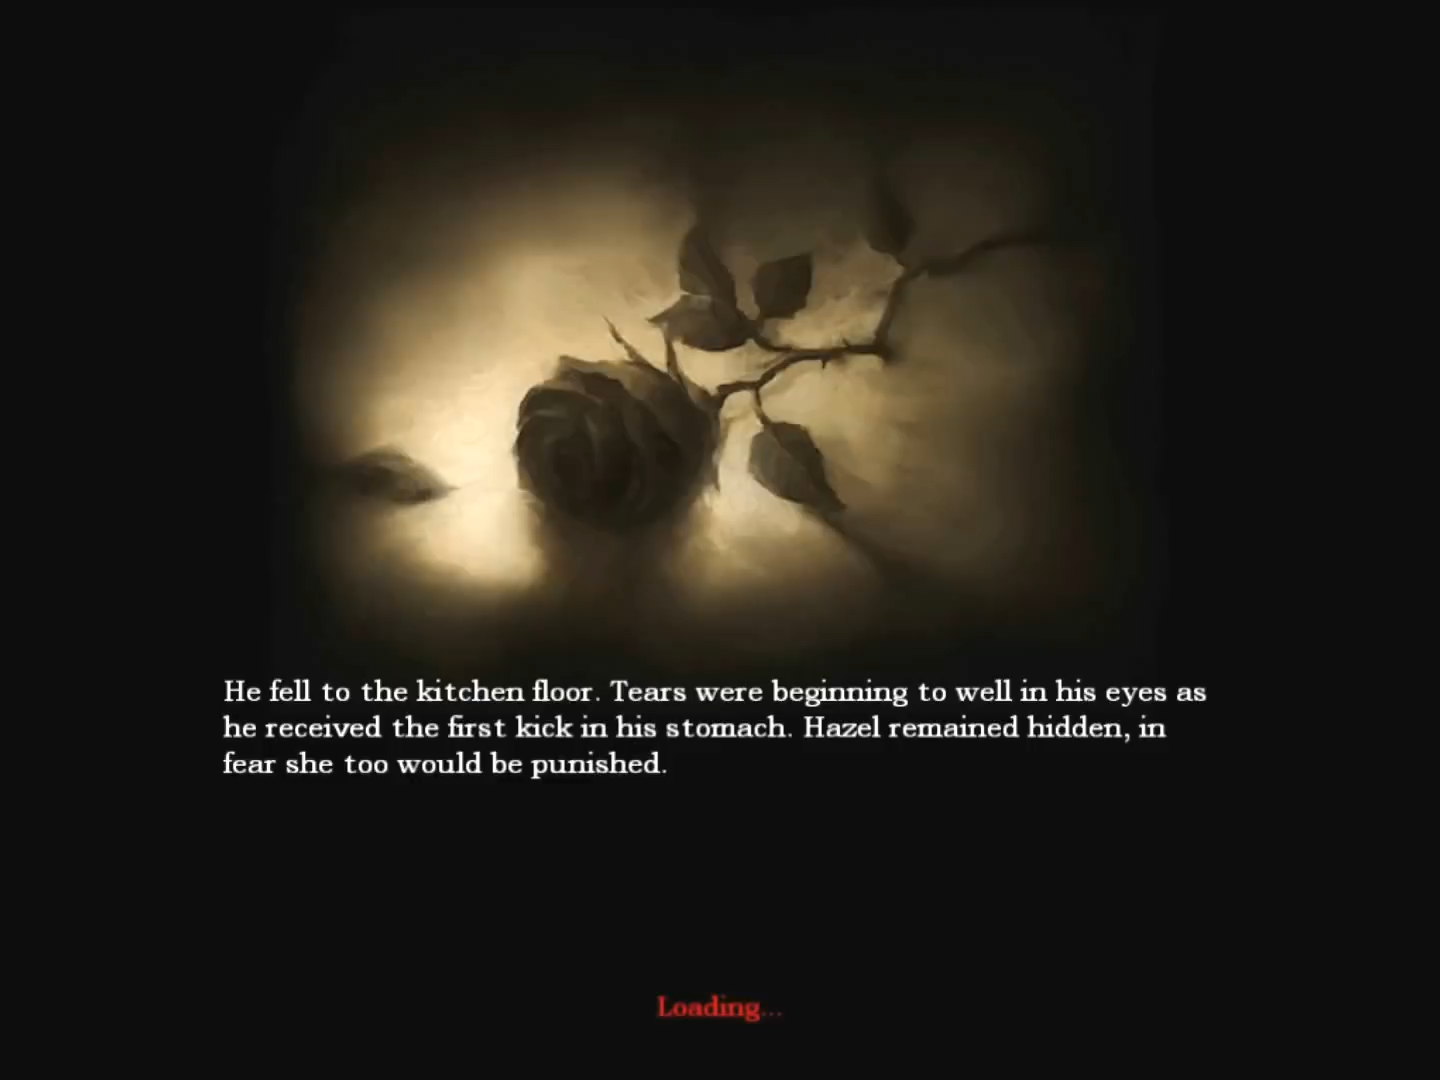 He fell to the kitchen floor. Tears were beginning to well in his eyes as
he received the first kick in his stomach. Hazel remained hidden, in
fear she too would be punished.
Loading...